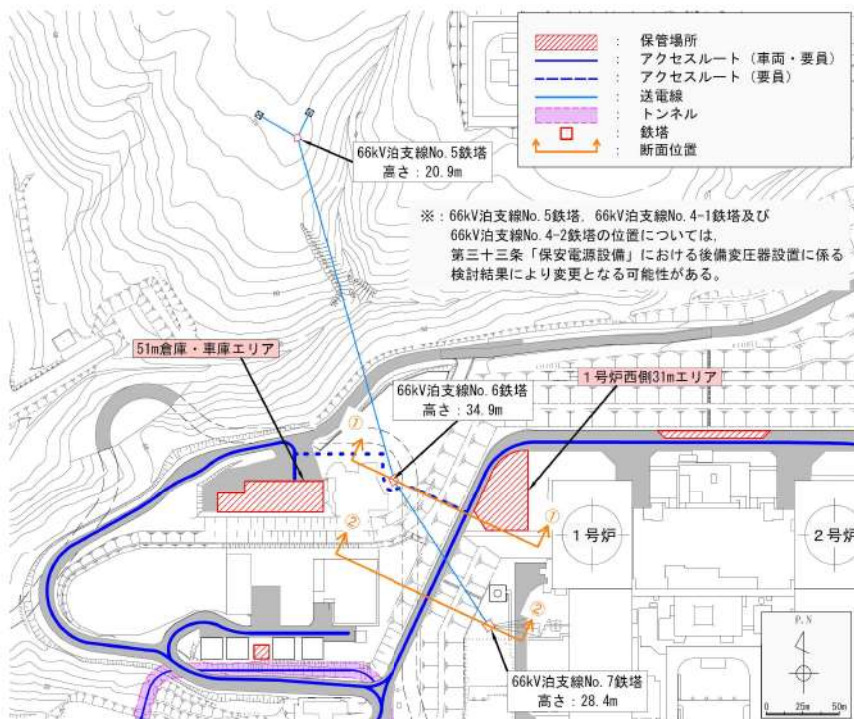 ： 保管場所
： アクセスルート（車両・要員）
： アクセスルート（要員）
： 送電線
： トンネル
： 鉄塔
： 断面位置
66kV泊支線No.5鉄塔
高さ：20.9m
※：66kV泊支線No.5鉄塔，66kV泊支線No.4-1鉄塔及び
66kV泊支線No.4-2鉄塔の位置については，
第三十三条「保安電源設備」における後備変圧器設置に係る
検討結果により変更となる可能性がある。
51m倉庫・車庫エリア
66kV泊支線No.6鉄塔
高さ：34.9m
１号炉西側31mエリア
①
①
②
②
１号炉
２号炉
66kV泊支線No.7鉄塔
高さ：28.4m
P.N
0 25m 50m